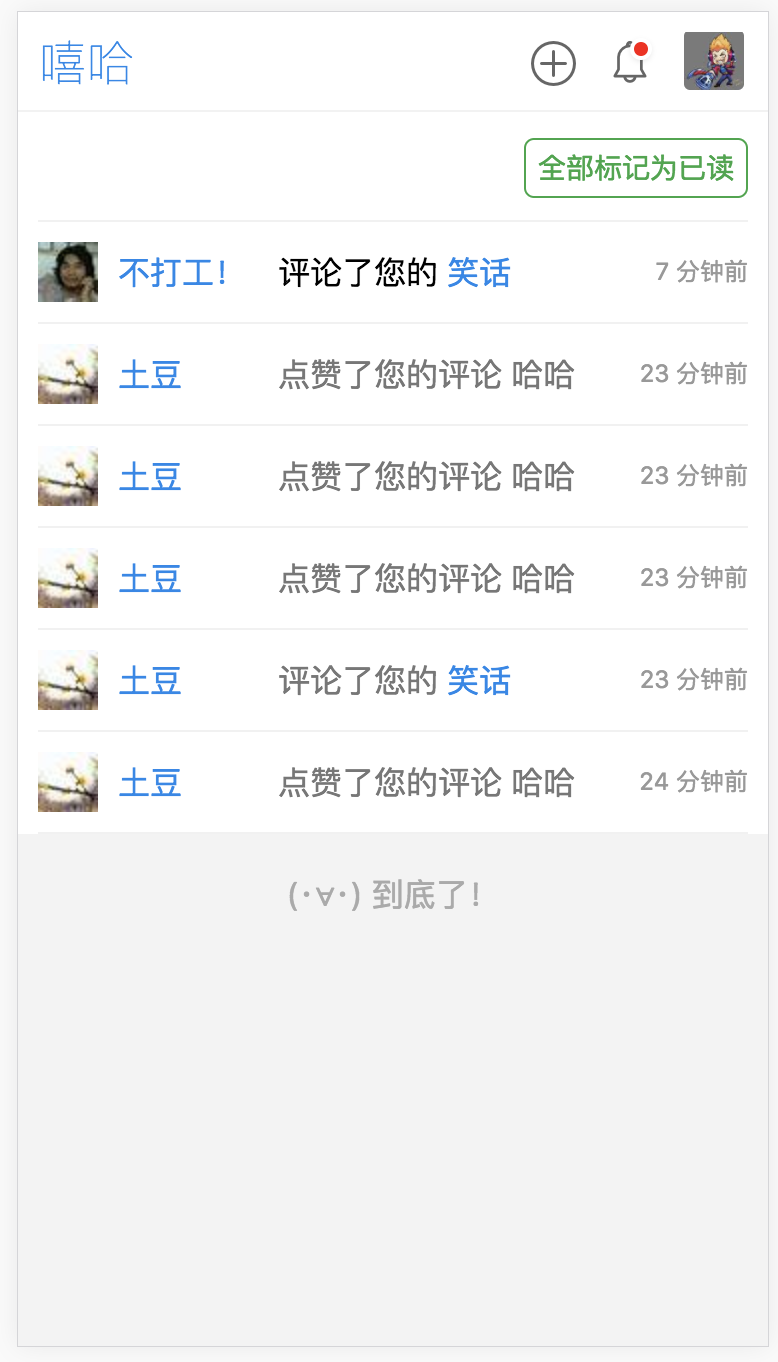 嘻哈
全部标记为已读
不打工！ 评论了您的 笑话 7 分钟前
土豆 点赞了您的评论 哈哈 23 分钟前
土豆 点赞了您的评论 哈哈 23 分钟前
土豆 点赞了您的评论 哈哈 23 分钟前
土豆 评论了您的 笑话 23 分钟前
土豆 点赞了您的评论 哈哈 24 分钟前
(·∀·) 到底了！